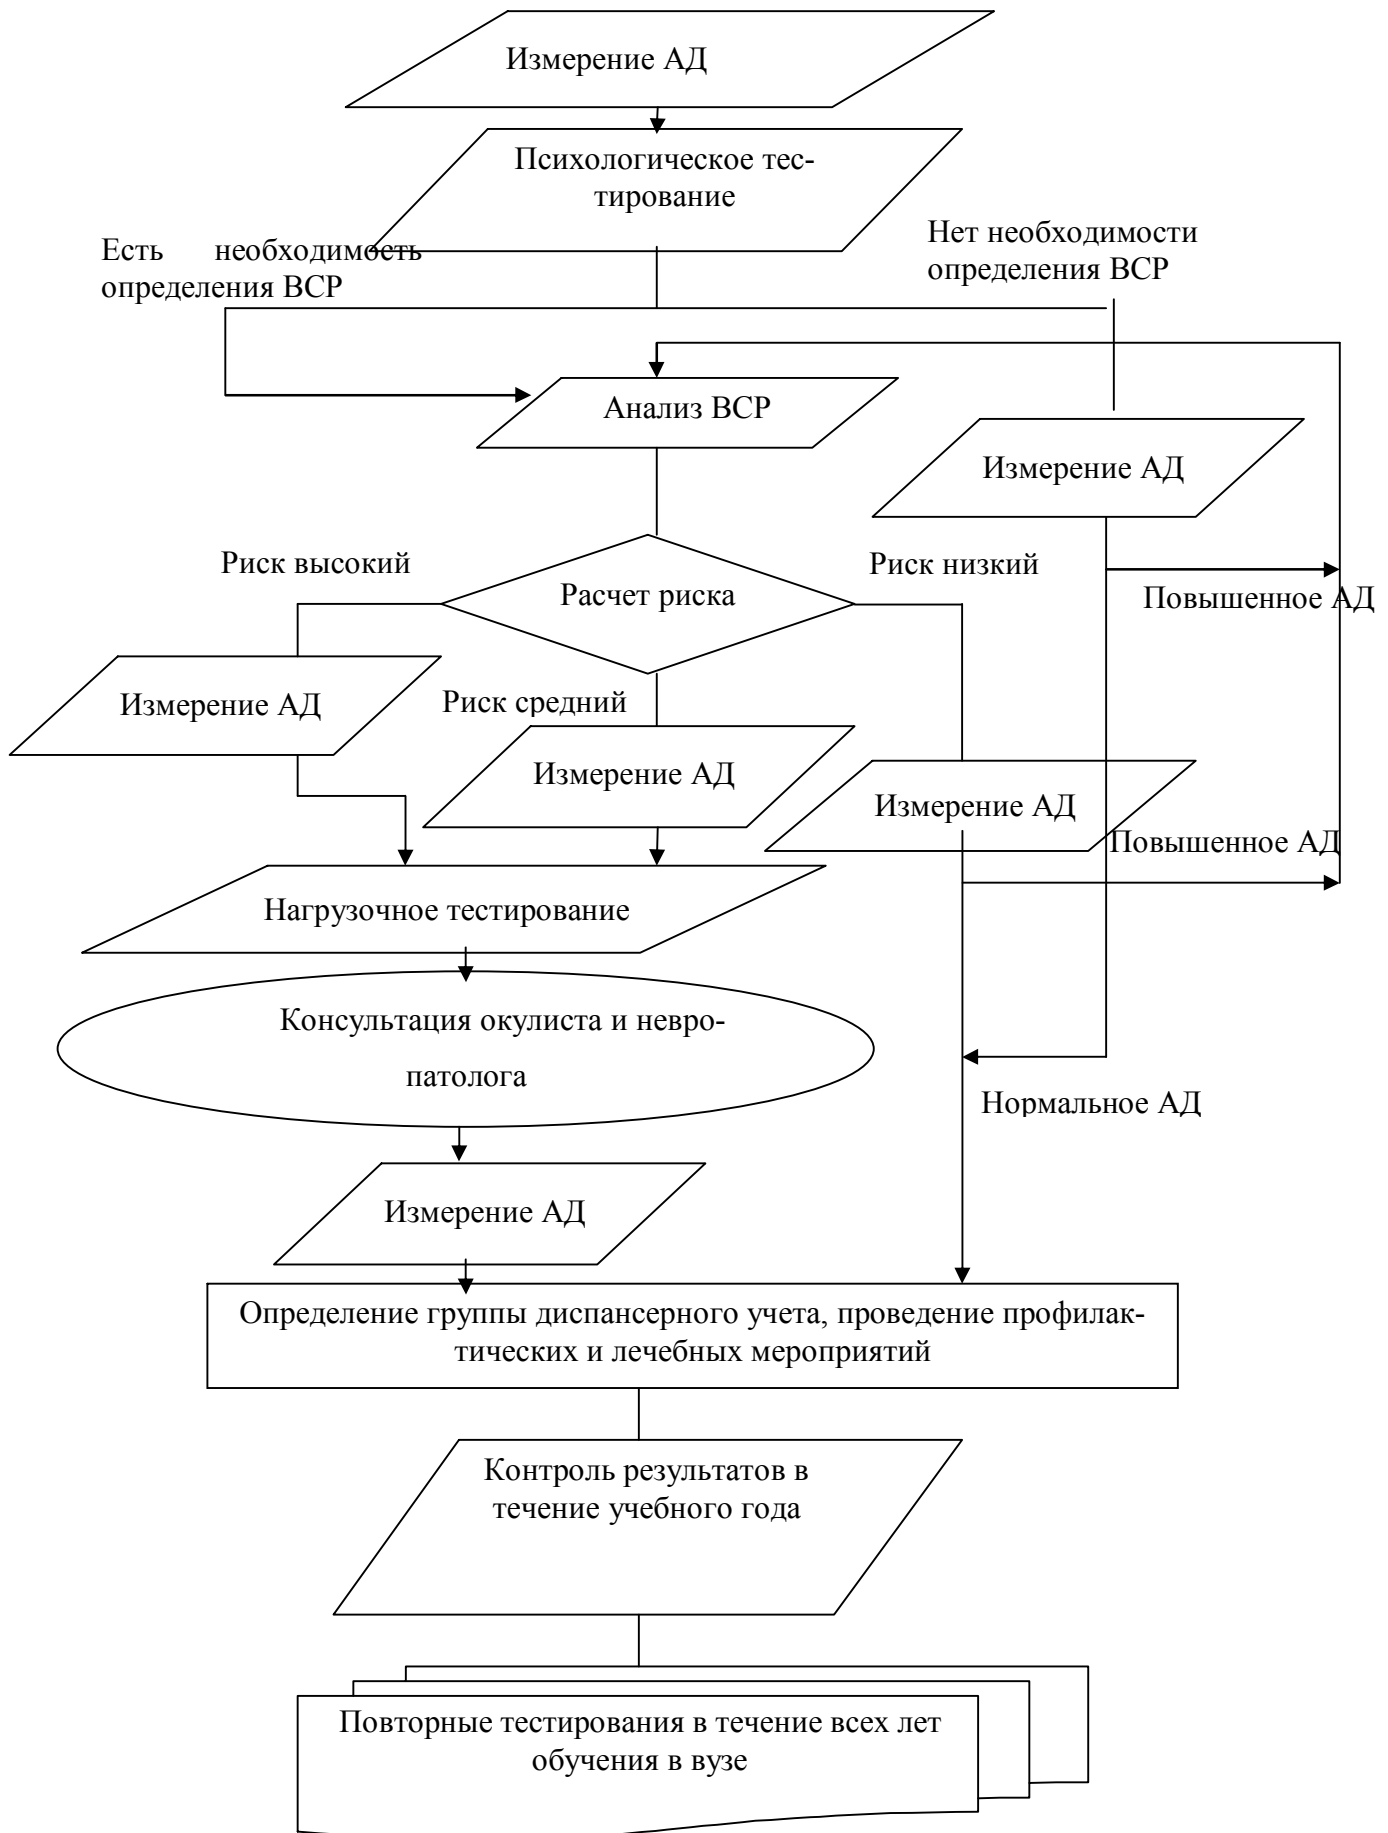 Измерение АД
Психологическое тес-
тирование
Есть необходимость
определения ВСР
Нет необходимости
определения ВСР
Анализ ВСР
Измерение АД
Риск высокий
Расчет риска
Риск низкий
Повышенное АД
Измерение АД
Риск средний
Измерение АД
Измерение АД
Повышенное АД
Нагрузочное тестирование
Консультация окулиста и невро-
патолога
Нормальное АД
Измерение АД
Определение группы диспансерного учета, проведение профилак-
тических и лечебных мероприятий
Контроль результатов в
течение учебного года
Повторные тестирования в течение всех лет
обучения в вузе